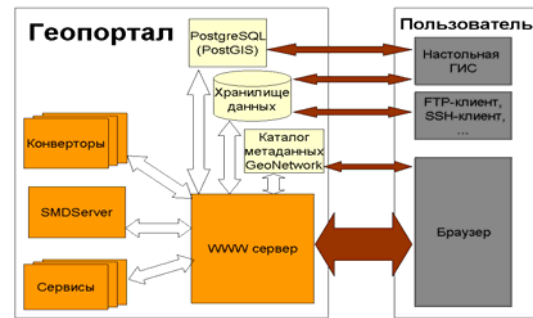 Геопортал
PostgreSQL
(PostGIS)
Хранилище
данных
Каталог
метаданных
GeoNetwork
Конверторы
SMDServer
Сервисы
WWW сервер
Пользователь
Настольная
ГИС
FTP-клиент,
SSH-клиент,
...
Браузер